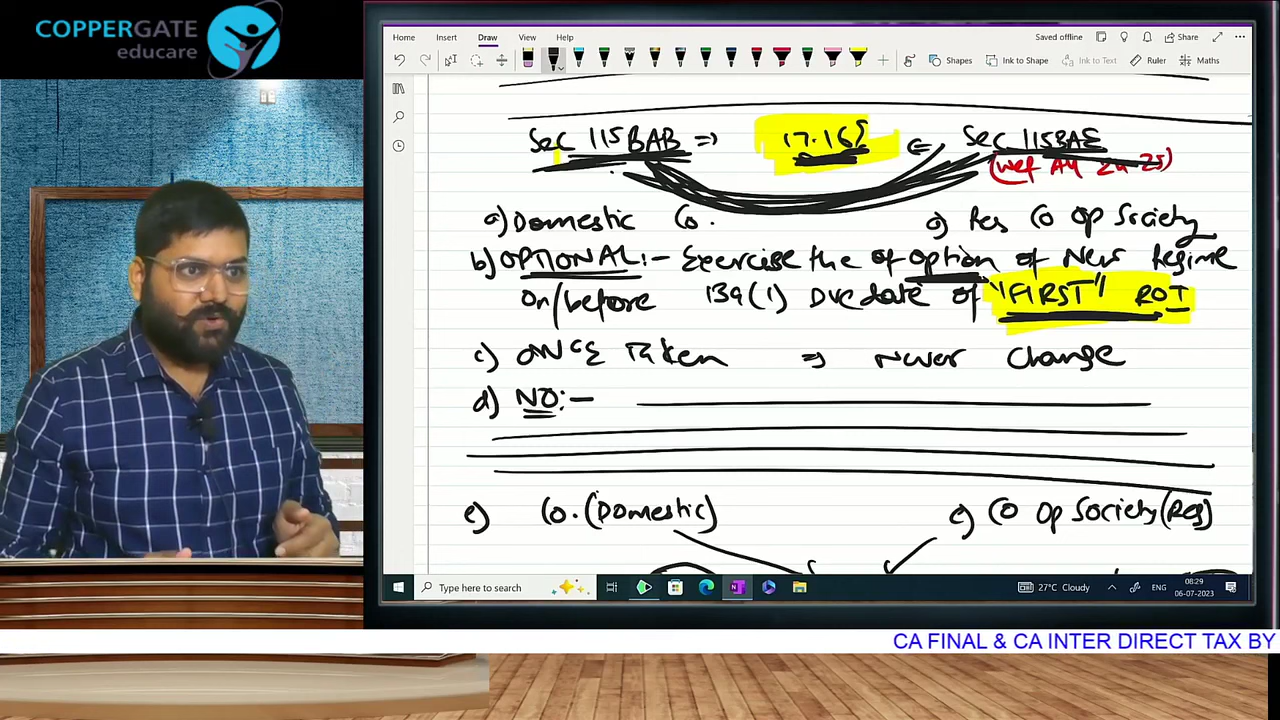 COPPERGATE
educare
Home Insert Draw View Help
Saved offline
Share
Shapes
Ink to Shape
Ink to Text
Ruler
Maths
Sec 115BAB ⇒ 17.16% ⇐ Sec 115BAE
(wef AY 24-25)
a) Domestic Co.
a) Res Co Op Society
b) OPTIONAL:- Exercise the of option of New Regime
on/before 139(1) Due date of "FIRST" ROI
c) ONCE Taken ⇒ Never Change
d) NO:-
e) Co. (Domestic)
e) Co Op Society (Res)
Type here to search
27°C Cloudy
ENG
08:29
06-07-2023
CA FINAL & CA INTER DIRECT TAX BY